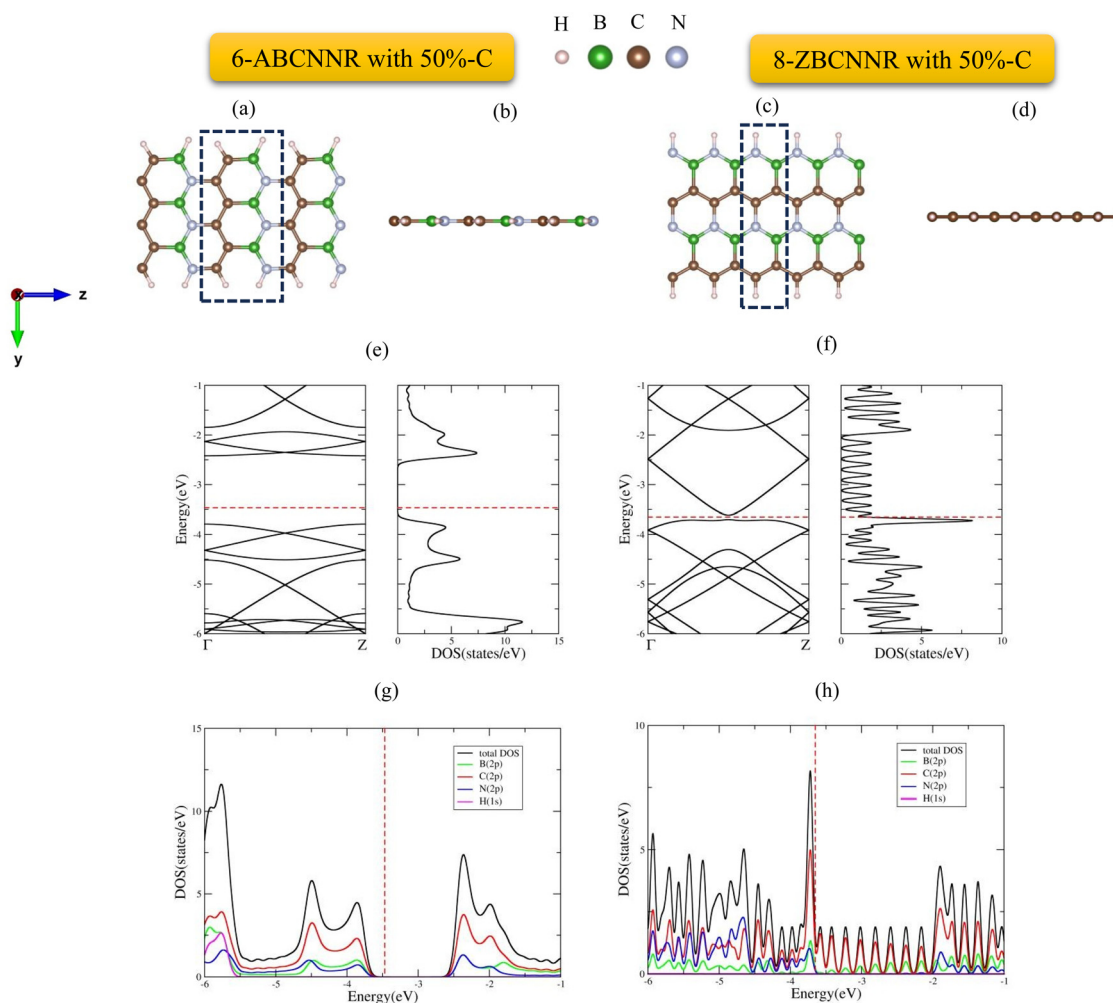 H B C N
6-ABCNNR with 50%-C
8-ZBCNNR with 50%-C
(a)
(b)
(c)
(d)
x
z
y
(e)
(f)
-1
-2
-3
-4
-5
-6
Energy(eV)
Γ Z
0 5 10 15
DOS(states/eV)
-1
-2
-3
-4
-5
-6
Energy(eV)
Γ Z
0 5 10
DOS(states/eV)
(g)
(h)
15
10
5
0
DOS(states/eV)
total DOS
B(2p)
C(2p)
N(2p)
H(1s)
-6 -5 -4 -3 -2 -1
Energy(eV)
10
5
0
DOS(states/eV)
total DOS
B(2p)
C(2p)
N(2p)
H(1s)
-6 -5 -4 -3 -2 -1
Energy(eV)